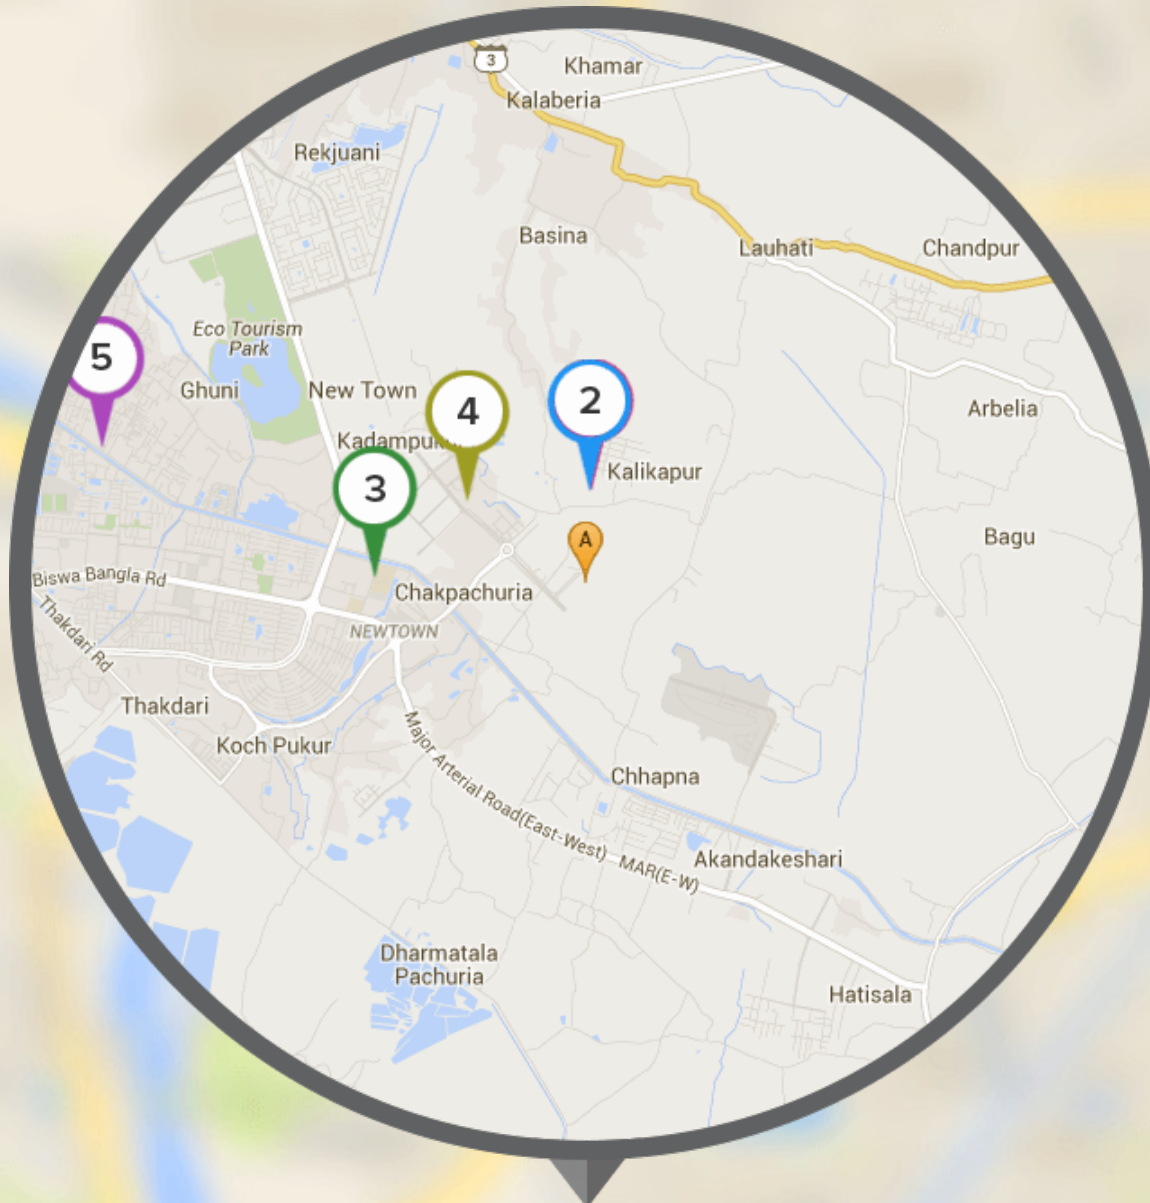 3
Khamar
Kalaberia
Rekjuani
Basina
Lauhati
Chandpur
Eco Tourism
Park
5
Ghuni
New Town
4
2
Arbelia
Kalikapur
3
A
Bagu
Biswa Bangla Rd
Chakpachuria
Thakdari Rd
NEWTOWN
Thakdari
Koch Pukur
Major Arterial Road(East-West)
MAR(E-W)
Chhapna
Akandakeshari
Dharmatala
Pachuria
Hatisala